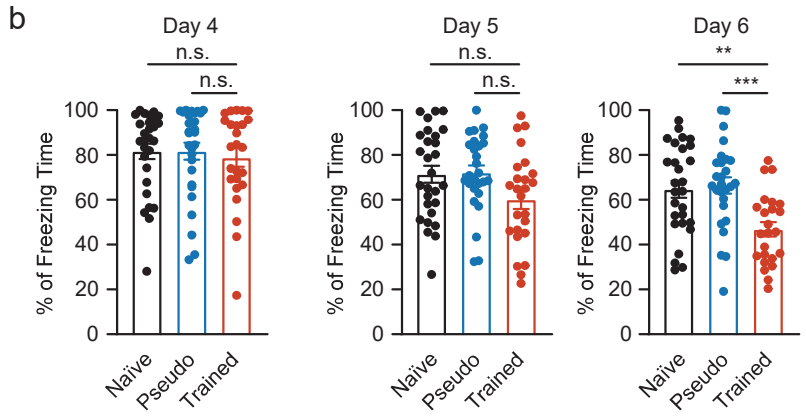 b
Day 4
n.s.
n.s.
% of Freezing Time
100
80
60
40
20
0
Naïve
Pseudo
Trained
Day 5
n.s.
n.s.
% of Freezing Time
100
80
60
40
20
0
Naïve
Pseudo
Trained
Day 6
**
***
% of Freezing Time
100
80
60
40
20
0
Naïve
Pseudo
Trained